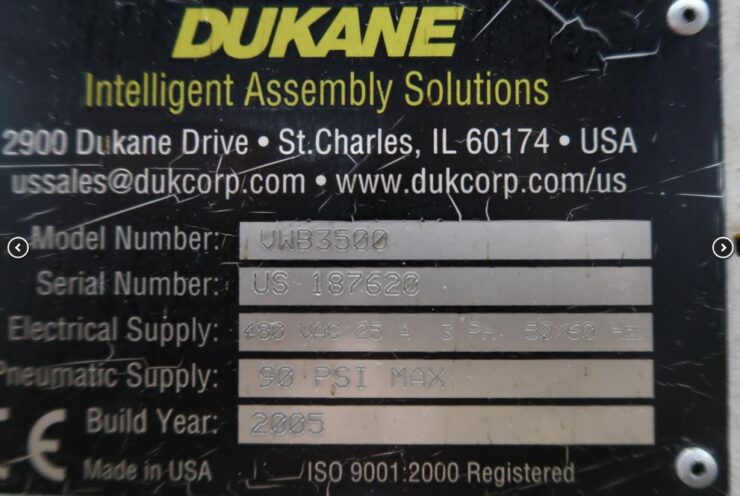 DUKANE
Intelligent Assembly Solutions
2900 Dukane Drive • St.Charles, IL 60174 • USA
ussales@dukcorp.com • www.dukcorp.com/us
Model Number: VWB3500
Serial Number: US 187620
Electrical Supply: 480 VAC 25 A 3 PH. 50/60 Hz.
Pneumatic Supply: 90 PSI MAX.
CE Build Year: 2005
Made in USA ISO 9001:2000 Registered